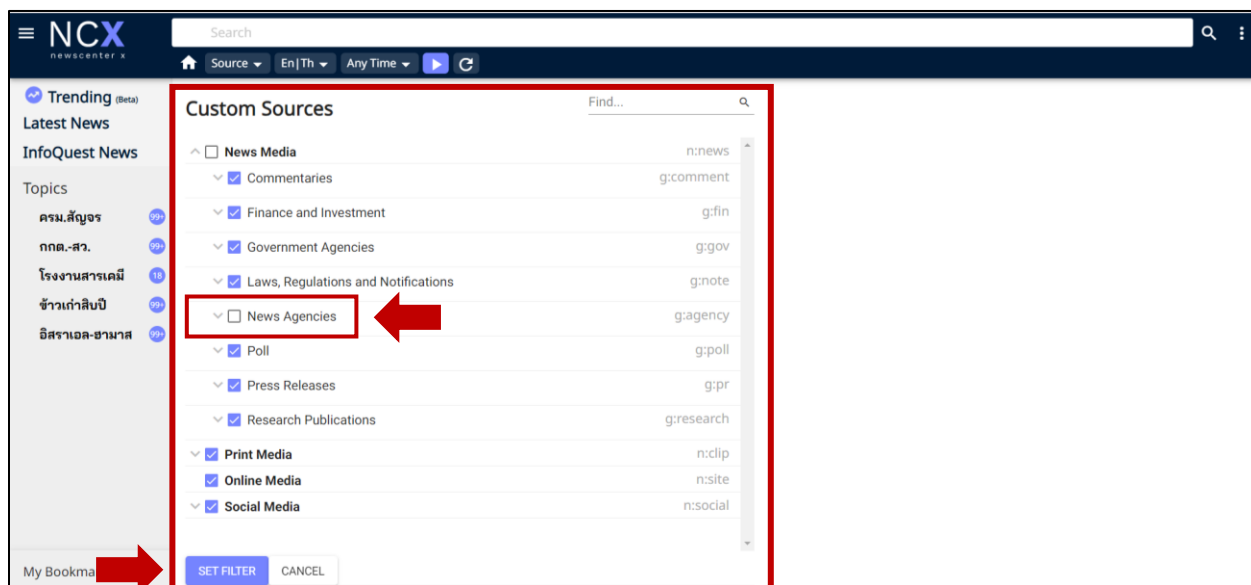 NCX
newscenter x
Search
Source En|Th Any Time
Trending (Beta)
Latest News
InfoQuest News
Topics
ครม.สัญจร 99+
กกต.-สว. 99+
โรงงานสารเคมี 18
ข้าวเก่าสิบปี 99+
อิสราเอล-ฮามาส 99+
My Bookma
Custom Sources Find...
News Media n:news
Commentaries g:comment
Finance and Investment g:fin
Government Agencies g:gov
Laws, Regulations and Notifications g:note
News Agencies g:agency
Poll g:poll
Press Releases g:pr
Research Publications g:research
Print Media n:clip
Online Media n:site
Social Media n:social
SET FILTER CANCEL